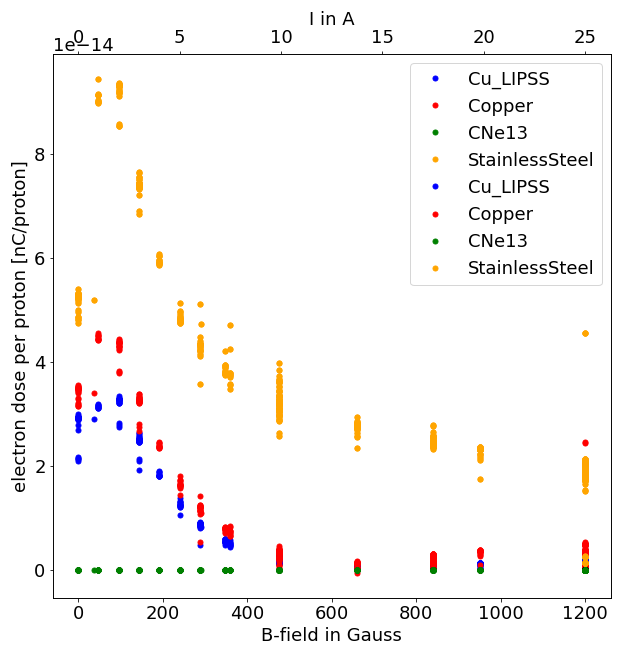 I in A
0 5 10 15 20 25
1e−14
Cu_LIPSS
Copper
CNe13
StainlessSteel
Cu_LIPSS
Copper
CNe13
StainlessSteel
8
6
4
2
0
electron dose per proton [nC/proton]
0 200 400 600 800 1000 1200
B-field in Gauss